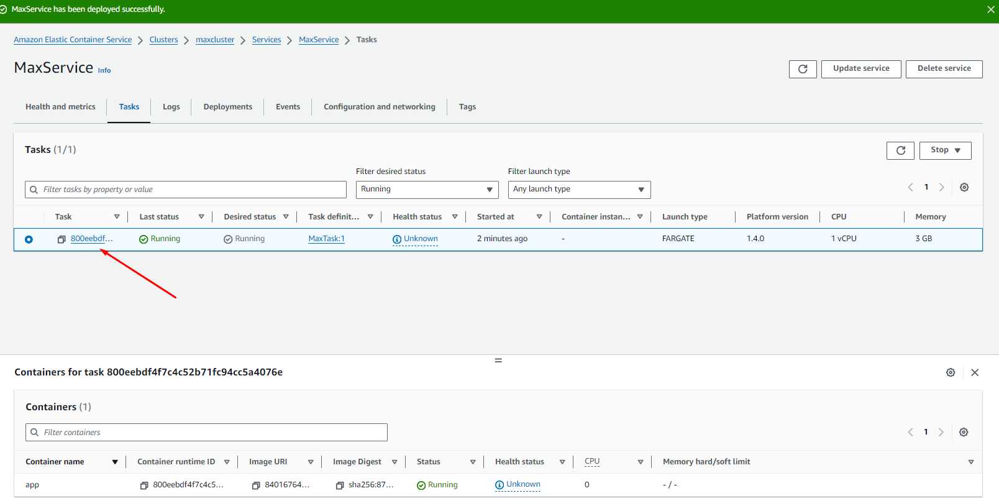 MaxService has been deployed successfully.
Amazon Elastic Container Service Clusters maxcluster Services MaxService Tasks
MaxService Info
Update service Delete service
Health and metrics Tasks Logs Deployments Events Configuration and networking Tags
Tasks (1/1)
Stop
Filter desired status Filter launch type
Filter tasks by property or value Running Any launch type 1
Task Last status Desired status Task definit... Health status Started at Container instan... Launch type Platform version CPU Memory
800eebdf... Running Running MaxTask:1 Unknown 2 minutes ago - FARGATE 1.4.0 1 vCPU 3 GB
Containers for task 800eebdf4f7c4c52b71fc94cc5a4076e
Containers (1)
Filter containers 1
Container name Container runtime ID Image URI Image Digest Status Health status CPU Memory hard/soft limit
app 800eebdf4f7c4c5... 84016764... sha256:87... Running Unknown 0 - / -